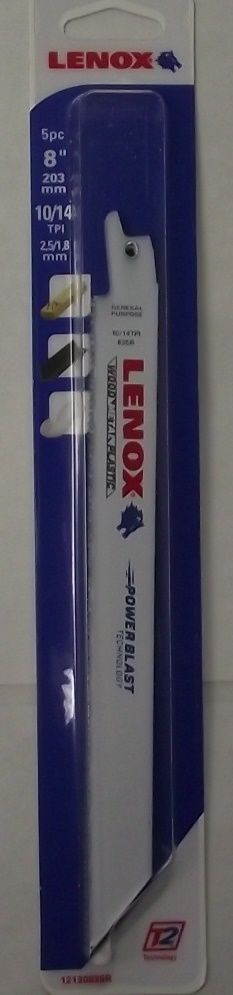 LENOX
5pc
8"
203
mm
10/14
TPI
2,5/1,8
mm
GENERAL
PURPOSE
10/14TPI
LENOX
WOOD METAL PLASTIC
POWER BLAST
TECHNOLOGY
T2
Technology